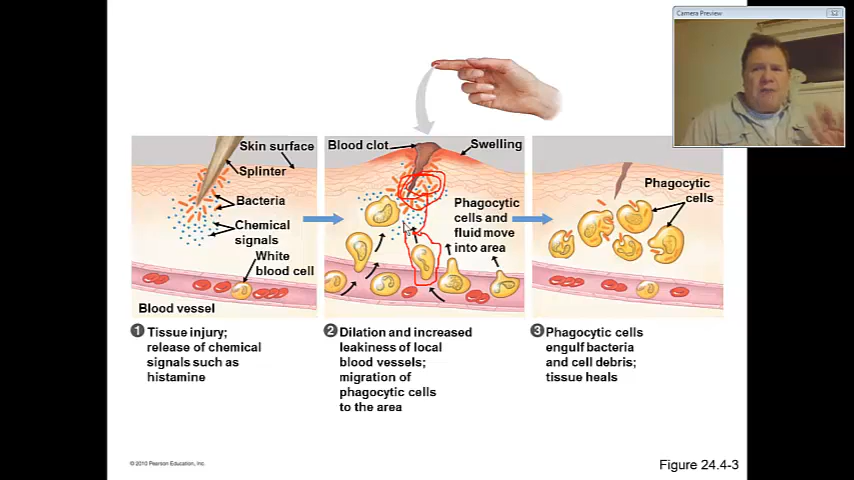 Camera Preview
Skin surface
Splinter
Bacteria
Chemical
signals
White
blood cell
Blood vessel
Blood clot
Swelling
Phagocytic
cells and
fluid move
into area
Phagocytic
cells
1 Tissue injury;
release of chemical
signals such as
histamine
2 Dilation and increased
leakiness of local
blood vessels;
migration of
phagocytic cells
to the area
3 Phagocytic cells
engulf bacteria
and cell debris;
tissue heals
© 2010 Pearson Education, Inc.
Figure 24.4-3